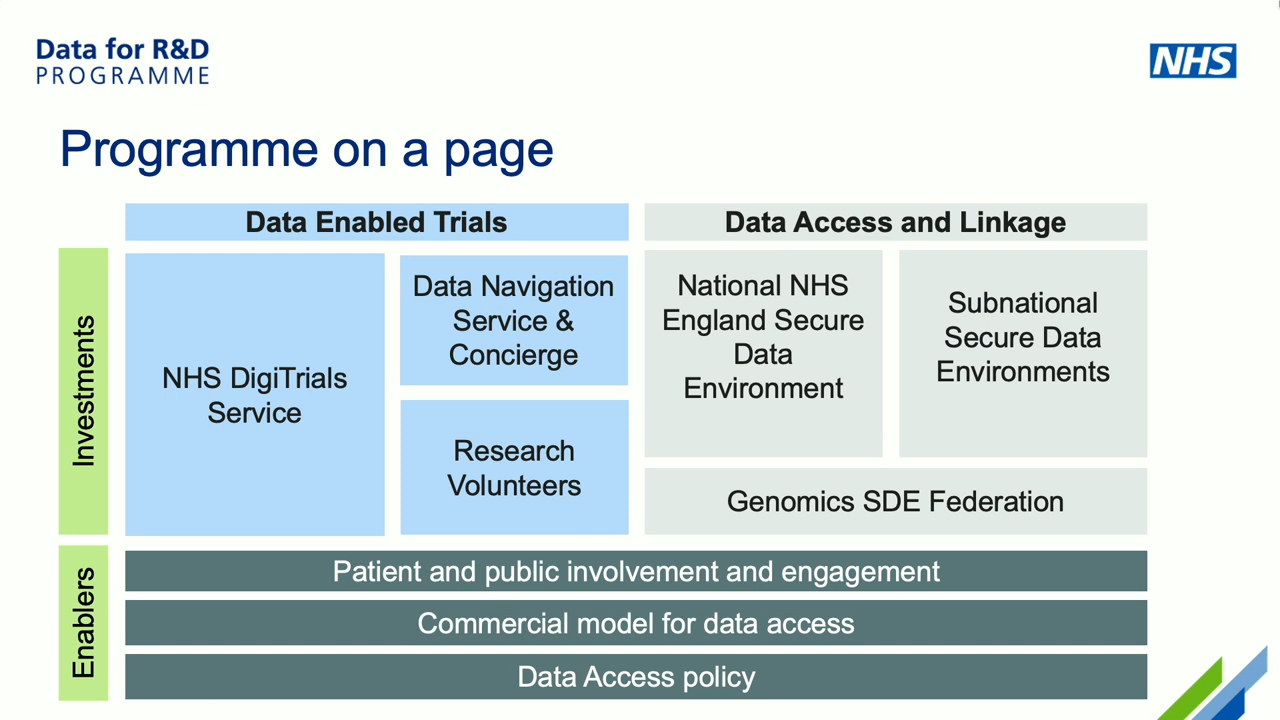 Data for R&D
PROGRAMME
NHS
Programme on a page
Data Enabled Trials
Data Access and Linkage
Investments
NHS DigiTrials
Service
Data Navigation
Service &
Concierge
Research
Volunteers
National NHS
England Secure
Data
Environment
Subnational
Secure Data
Environments
Genomics SDE Federation
Enablers
Patient and public involvement and engagement
Commercial model for data access
Data Access policy